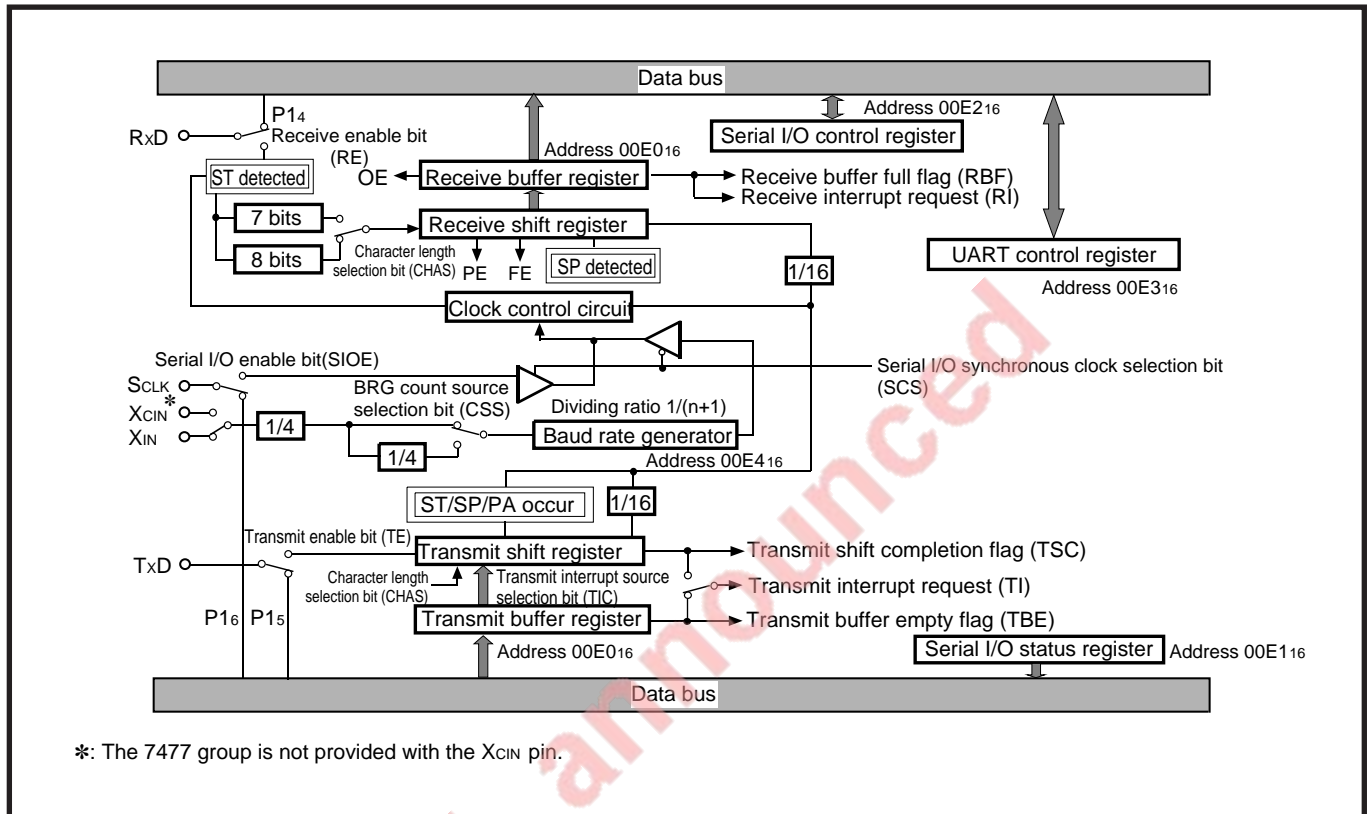 Data bus
P14
RxD
Receive enable bit
(RE)
Address 00E216
Serial I/O control register
Address 00E016
ST detected
OE
Receive buffer register
Receive buffer full flag (RBF)
Receive interrupt request (RI)
7 bits
8 bits
Receive shift register
Character length
selection bit (CHAS)
PE
FE
SP detected
1/16
UART control register
Address 00E316
Clock control circuit
Serial I/O enable bit(SIOE)
SCLK
XCIN*
XIN
BRG count source
selection bit (CSS)
Serial I/O synchronous clock selection bit
(SCS)
Dividing ratio 1/(n+1)
1/4
1/4
Baud rate generator
Address 00E416
ST/SP/PA occur
1/16
Transmit enable bit (TE)
TxD
Transmit shift register
Transmit shift completion flag (TSC)
Character length
selection bit (CHAS)
Transmit interrupt source
selection bit (TIC)
Transmit interrupt request (TI)
P16
P15
Transmit buffer register
Transmit buffer empty flag (TBE)
Address 00E016
Serial I/O status register
Address 00E116
Data bus
*: The 7477 group is not provided with the XCIN pin.
announced